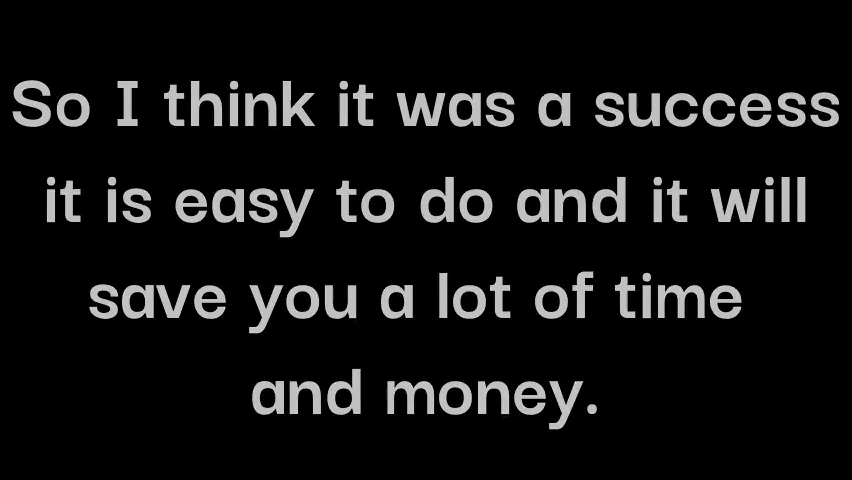 So I think it was a success
it is easy to do and it will
save you a lot of time
and money.